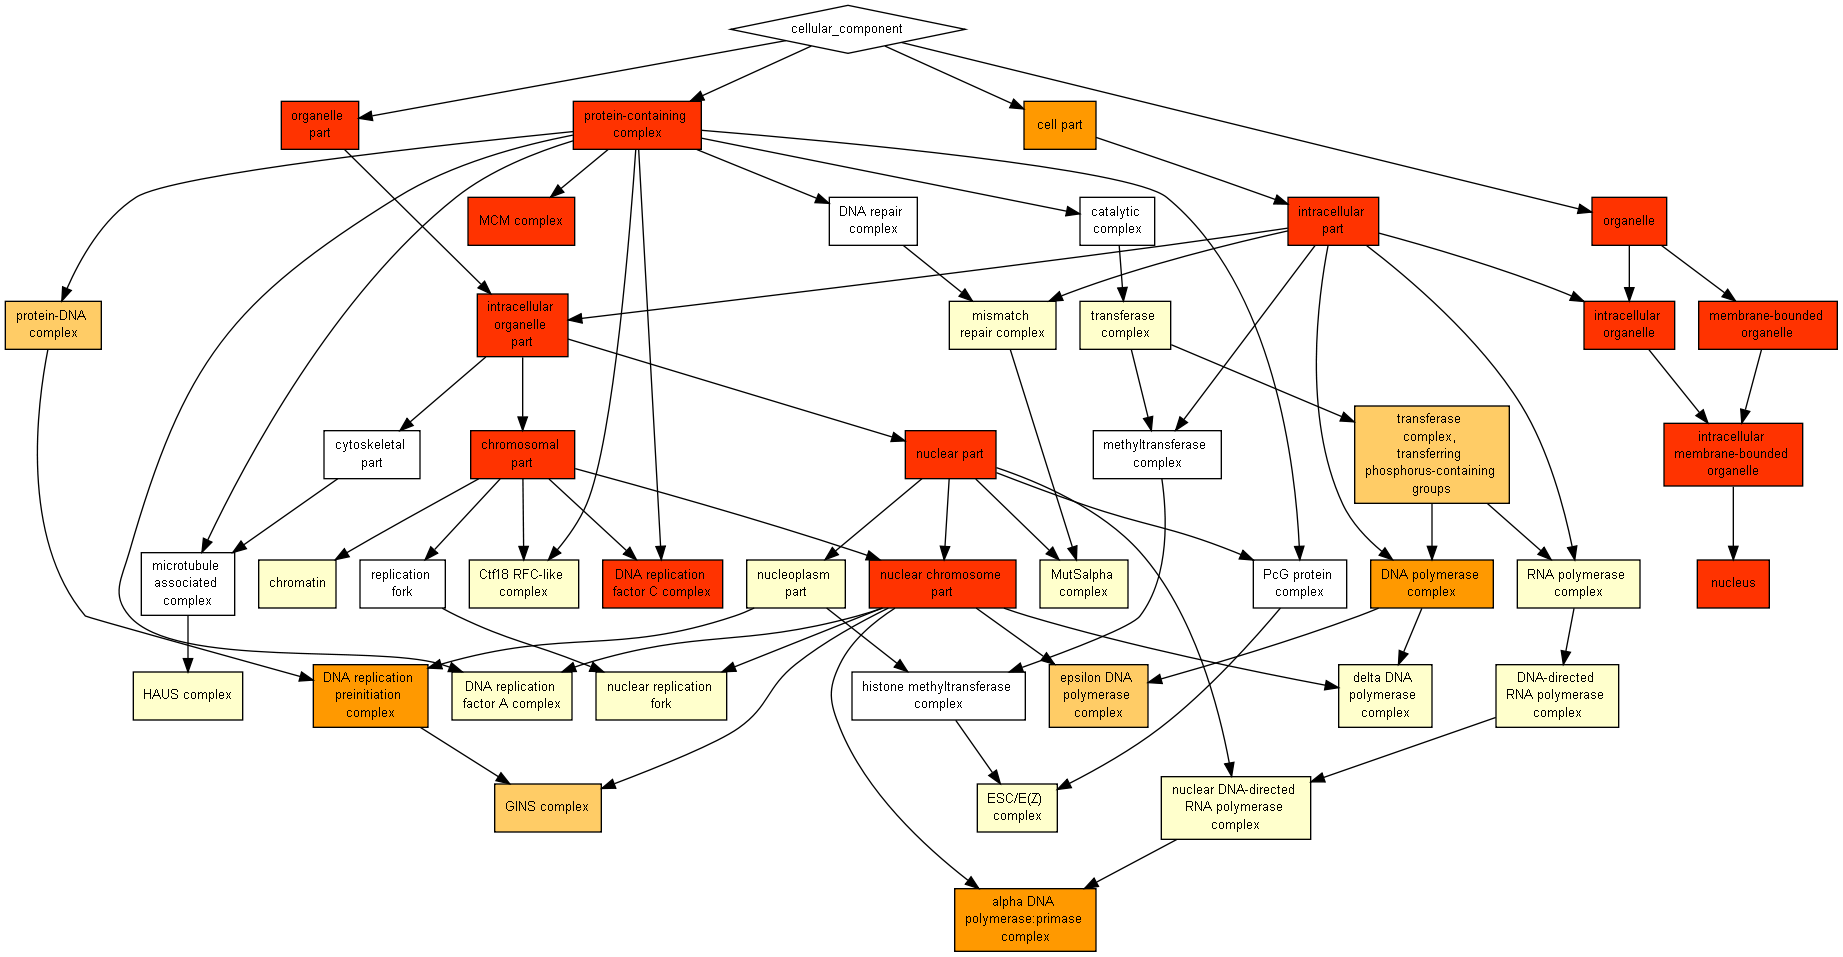 cellular_component
organelle
part
protein-containing
complex
cell part
MCM complex
DNA repair
complex
catalytic
complex
intracellular
part
organelle
protein-DNA
complex
intracellular
organelle
part
mismatch
repair complex
transferase
complex
intracellular
organelle
membrane-bounded
organelle
cytoskeletal
part
chromosomal
part
nuclear part
methyltransferase
complex
transferase
complex,
transferring
phosphorus-containing
groups
intracellular
membrane-bounded
organelle
microtubule
associated
complex
chromatin
replication
fork
Ctf18 RFC-like
complex
DNA replication
factor C complex
nucleoplasm
part
nuclear chromosome
part
MutSalpha
complex
PcG protein
complex
DNA polymerase
complex
RNA polymerase
complex
nucleus
HAUS complex
DNA replication
preinitiation
complex
DNA replication
factor A complex
nuclear replication
fork
histone methyltransferase
complex
epsilon DNA
polymerase
complex
delta DNA
polymerase
complex
DNA-directed
RNA polymerase
complex
GINS complex
ESC/E(Z)
complex
nuclear DNA-directed
RNA polymerase
complex
alpha DNA
polymerase:primase
complex